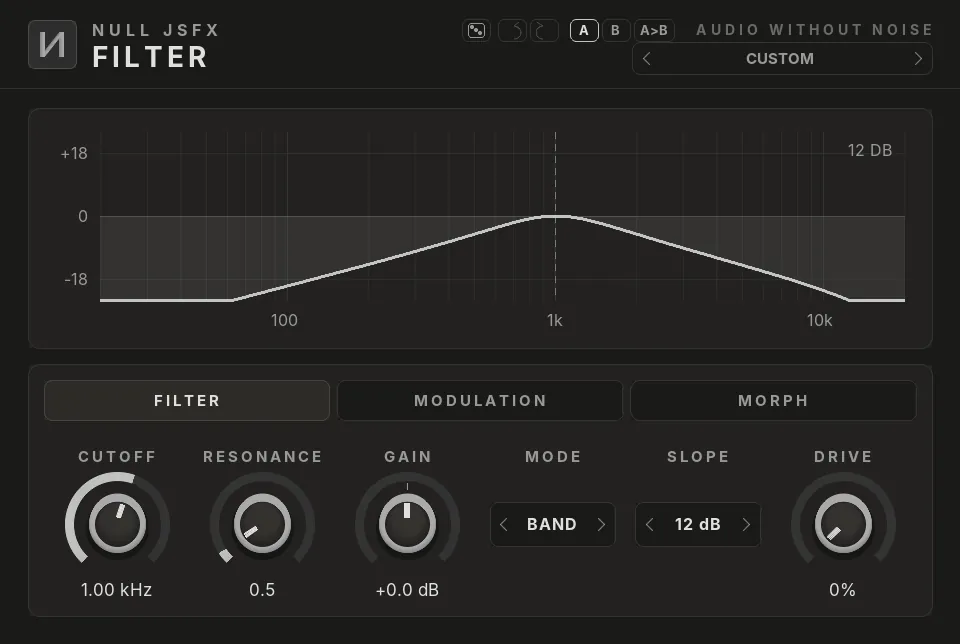 NULL JSFX
FILTER
A B A>B
AUDIO WITHOUT NOISE
CUSTOM
+18
12 DB
0
-18
100 1k 10k
FILTER MODULATION MORPH
CUTOFF RESONANCE GAIN MODE SLOPE DRIVE
BAND 12 dB
1.00 kHz 0.5 +0.0 dB 0%